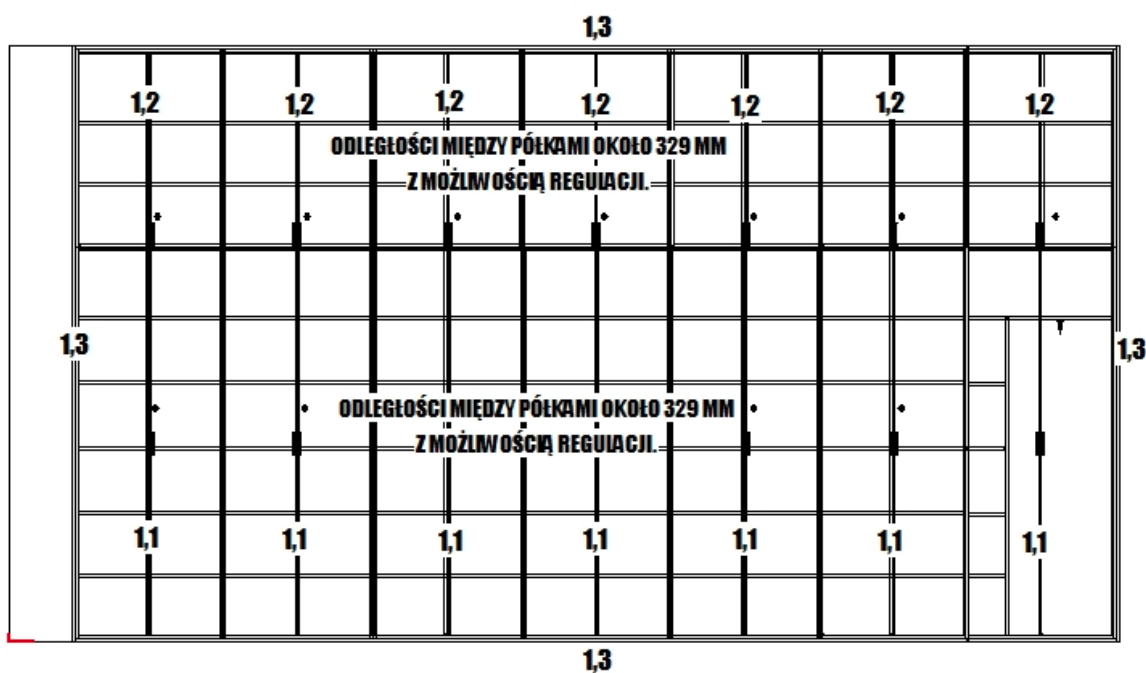 1,3
1,2 1,2 1,2 1,2 1,2 1,2 1,2
ODLEGŁOŚCI MIĘDZY PÓŁKAMI OKOŁO 329 MM
Z MOŻLIWOŚCIĄ REGULACJI.
1,3 1,3
ODLEGŁOŚCI MIĘDZY PÓŁKAMI OKOŁO 329 MM
Z MOŻLIWOŚCIĄ REGULACJI.
1,1 1,1 1,1 1,1 1,1 1,1 1,1
1,3